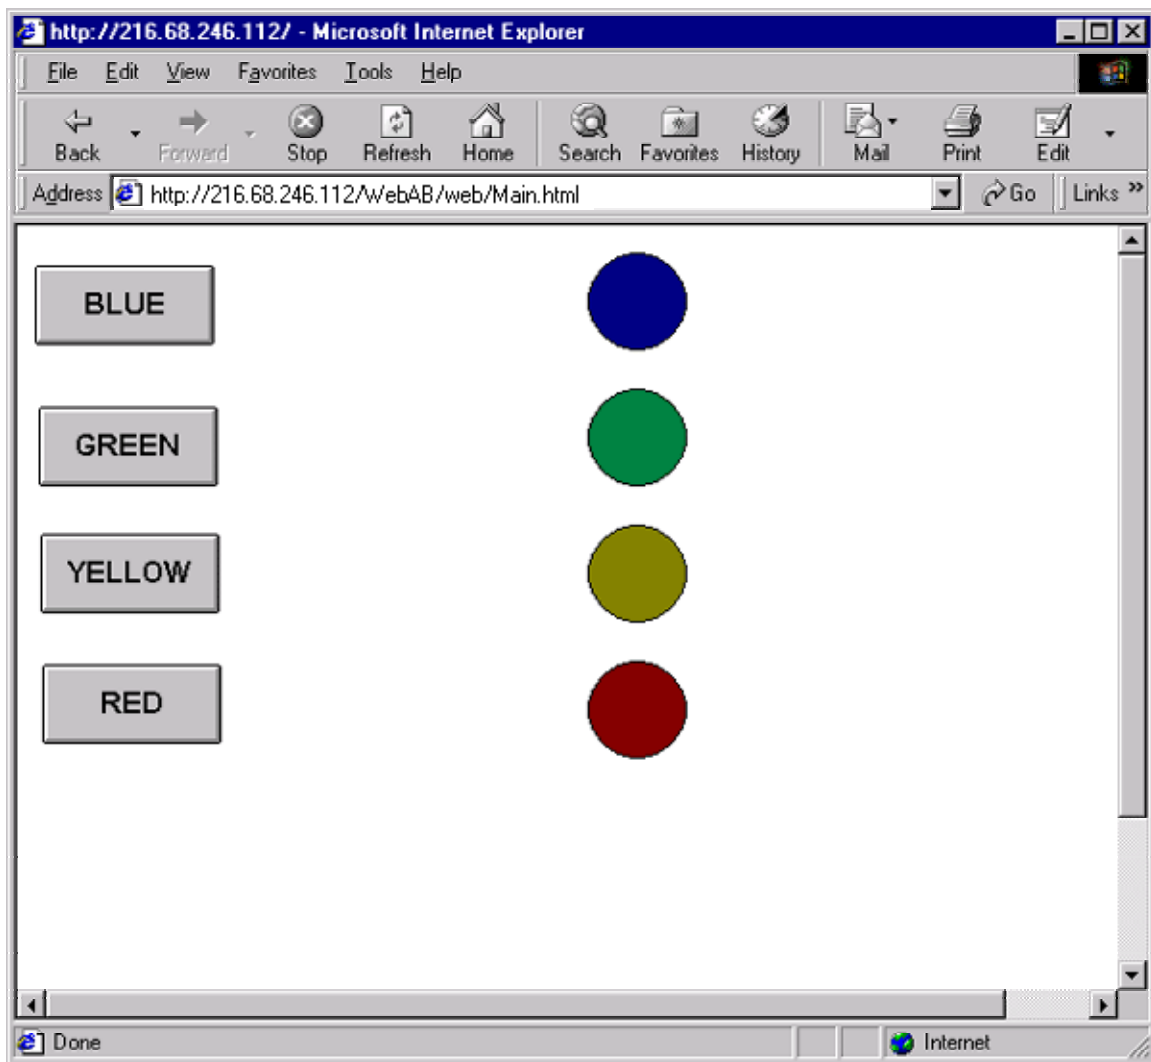 http://216.68.246.112/ - Microsoft Internet Explorer
File Edit View Favorites Tools Help
Back Forward Stop Refresh Home Search Favorites History Mail Print Edit
Address http://216.68.246.112/WebAB/web/Main.html Go Links »
BLUE
GREEN
YELLOW
RED
Done Internet